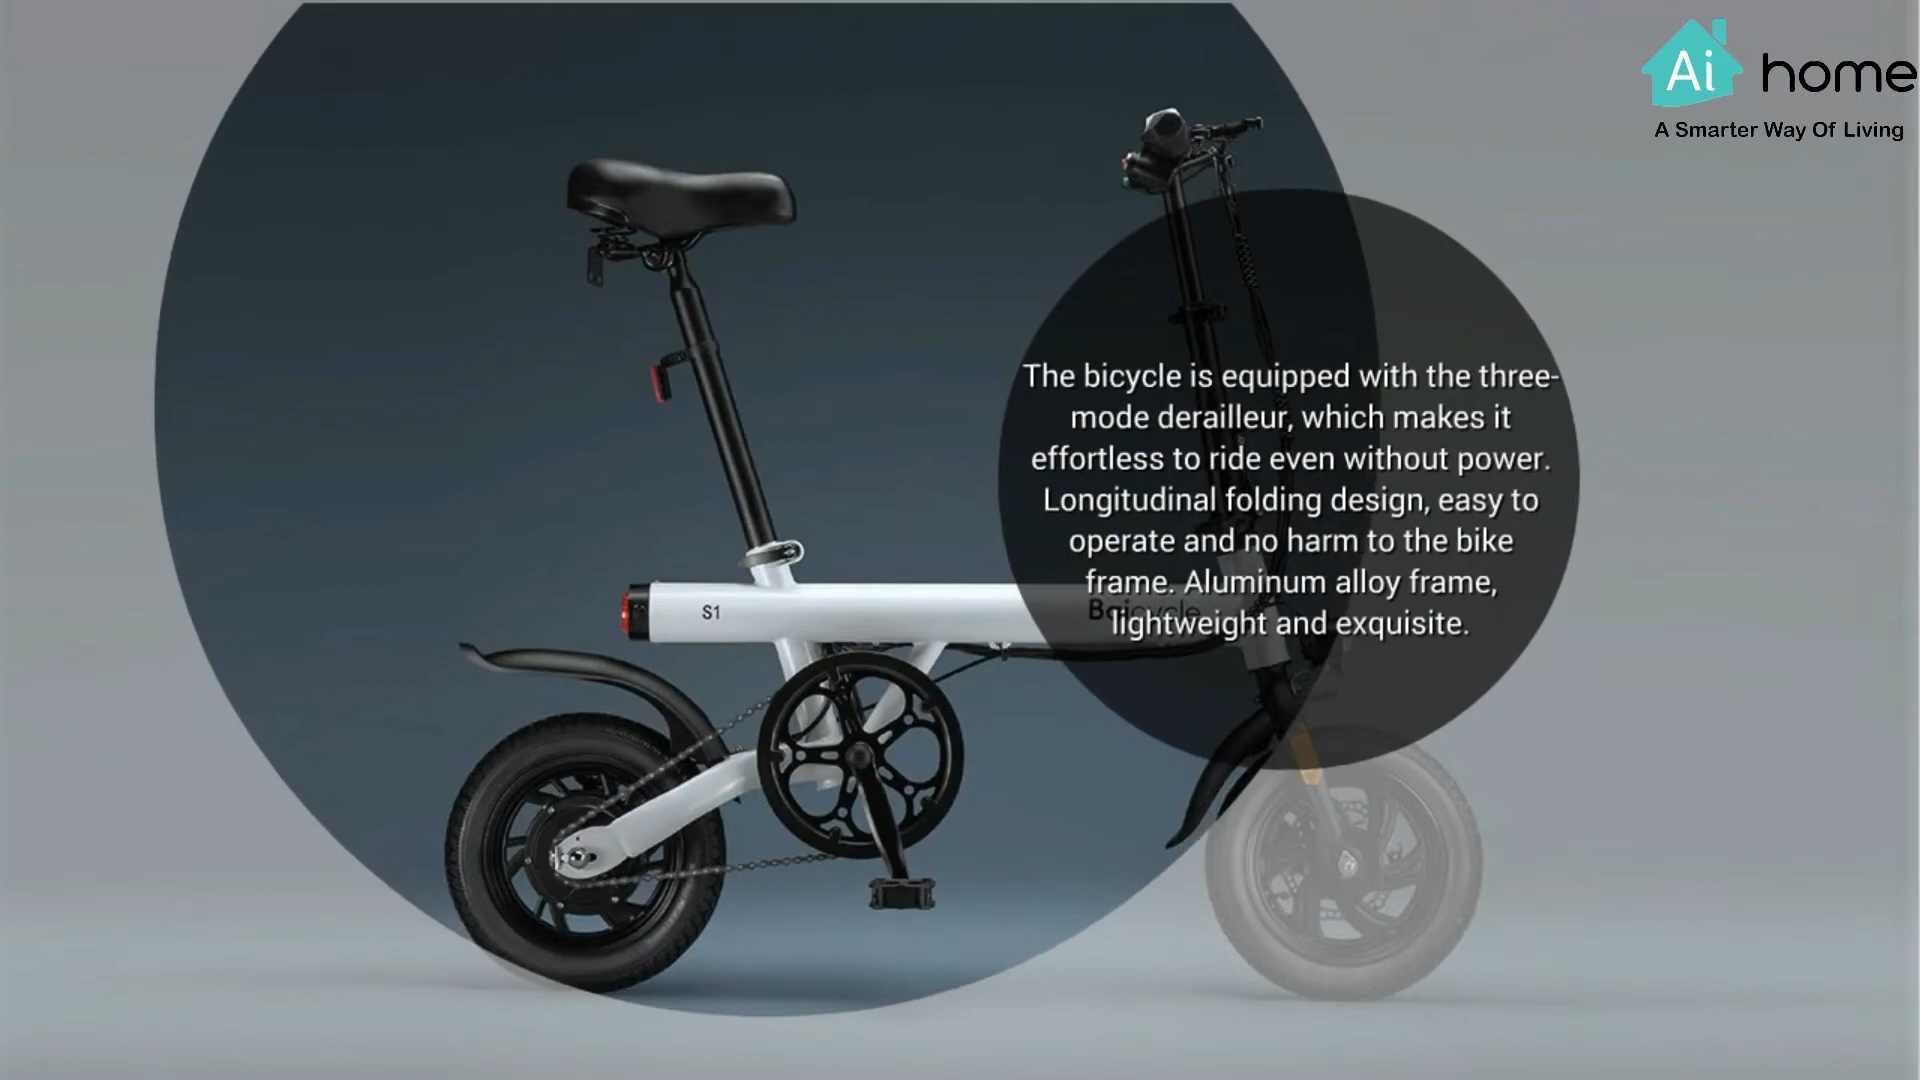 Ai home
A Smarter Way Of Living
The bicycle is equipped with the three-
mode derailleur, which makes it
effortless to ride even without power.
Longitudinal folding design, easy to
operate and no harm to the bike
frame. Aluminum alloy frame,
lightweight and exquisite.
S1
Baicycle